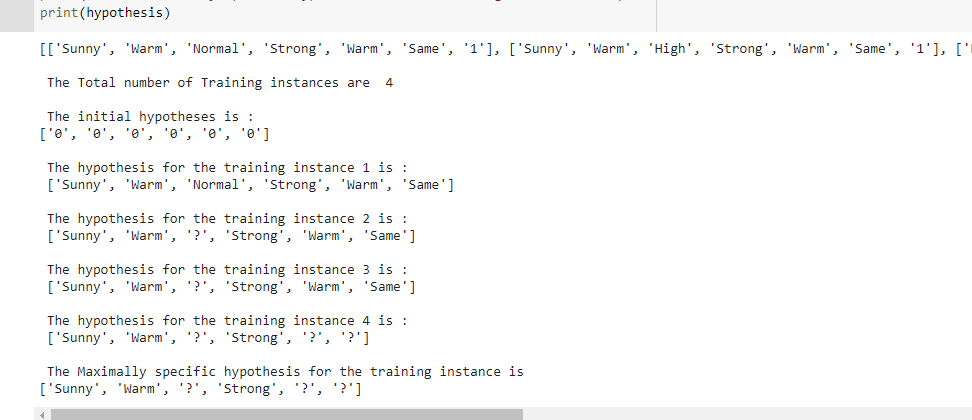 print(hypothesis)
[['Sunny', 'Warm', 'Normal', 'Strong', 'Warm', 'Same', '1'], ['Sunny', 'Warm', 'High', 'Strong', 'Warm', 'Same', '1'], ['
The Total number of Training instances are  4
The initial hypotheses is :
['0', '0', '0', '0', '0', '0']
The hypothesis for the training instance 1 is :
['Sunny', 'Warm', 'Normal', 'Strong', 'Warm', 'Same']
The hypothesis for the training instance 2 is :
['Sunny', 'Warm', '?', 'Strong', 'Warm', 'Same']
The hypothesis for the training instance 3 is :
['Sunny', 'Warm', '?', 'Strong', 'Warm', 'Same']
The hypothesis for the training instance 4 is :
['Sunny', 'Warm', '?', 'Strong', '?', '?']
The Maximally specific hypothesis for the training instance is
['Sunny', 'Warm', '?', 'Strong', '?', '?']